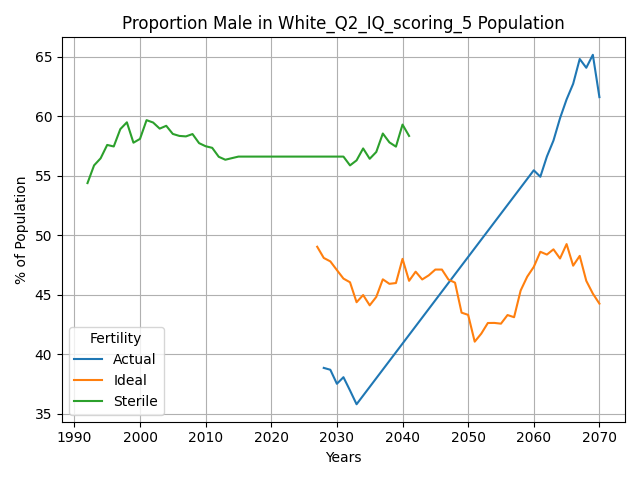 Proportion Male in White_Q2_IQ_scoring_5 Population
% of Population
65
60
55
50
45
40
35
Fertility
Actual
Ideal
Sterile
1990 2000 2010 2020 2030 2040 2050 2060 2070
Years